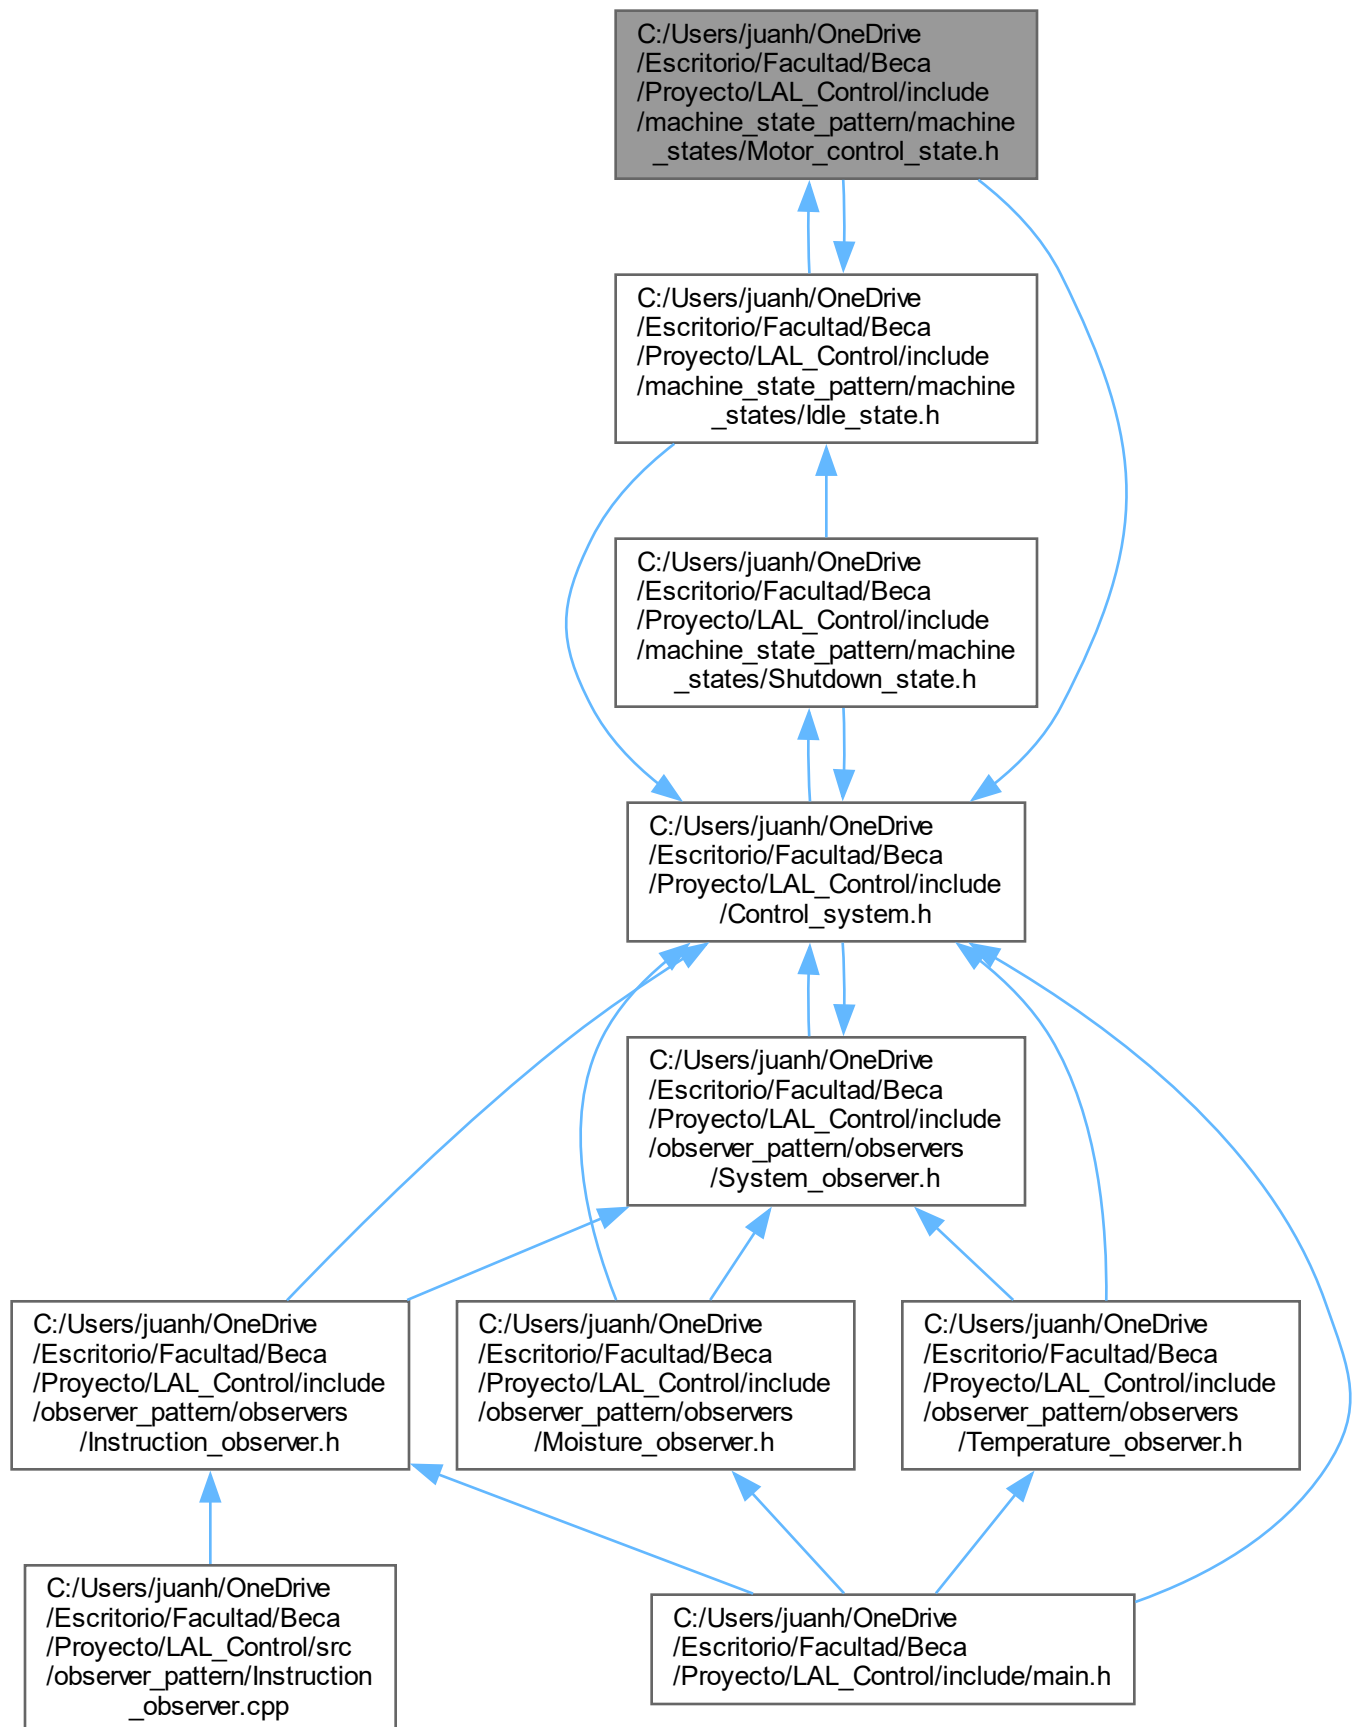 C:/Users/juanh/OneDrive
/Escritorio/Facultad/Beca
/Proyecto/LAL_Control/include
/machine_state_pattern/machine
_states/Motor_control_state.h
C:/Users/juanh/OneDrive
/Escritorio/Facultad/Beca
/Proyecto/LAL_Control/include
/machine_state_pattern/machine
_states/Idle_state.h
C:/Users/juanh/OneDrive
/Escritorio/Facultad/Beca
/Proyecto/LAL_Control/include
/machine_state_pattern/machine
_states/Shutdown_state.h
C:/Users/juanh/OneDrive
/Escritorio/Facultad/Beca
/Proyecto/LAL_Control/include
/Control_system.h
C:/Users/juanh/OneDrive
/Escritorio/Facultad/Beca
/Proyecto/LAL_Control/include
/observer_pattern/observers
/System_observer.h
C:/Users/juanh/OneDrive
/Escritorio/Facultad/Beca
/Proyecto/LAL_Control/include
/observer_pattern/observers
/Instruction_observer.h
C:/Users/juanh/OneDrive
/Escritorio/Facultad/Beca
/Proyecto/LAL_Control/include
/observer_pattern/observers
/Moisture_observer.h
C:/Users/juanh/OneDrive
/Escritorio/Facultad/Beca
/Proyecto/LAL_Control/include
/observer_pattern/observers
/Temperature_observer.h
C:/Users/juanh/OneDrive
/Escritorio/Facultad/Beca
/Proyecto/LAL_Control/src
/observer_pattern/Instruction
_observer.cpp
C:/Users/juanh/OneDrive
/Escritorio/Facultad/Beca
/Proyecto/LAL_Control/include/main.h